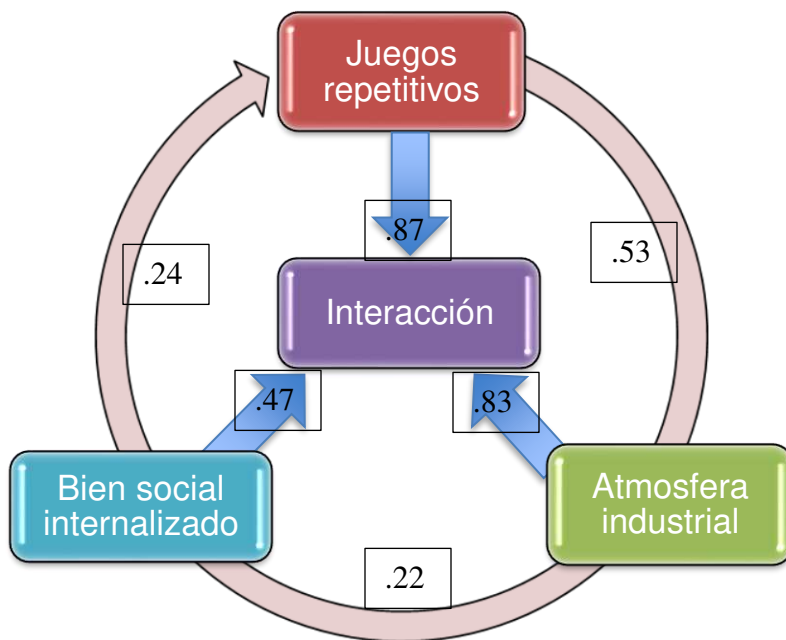 Juegos
repetitivos
.87
.53
.24
Interacción
.47
.83
Bien social
internalizado
Atmosfera
industrial
.22